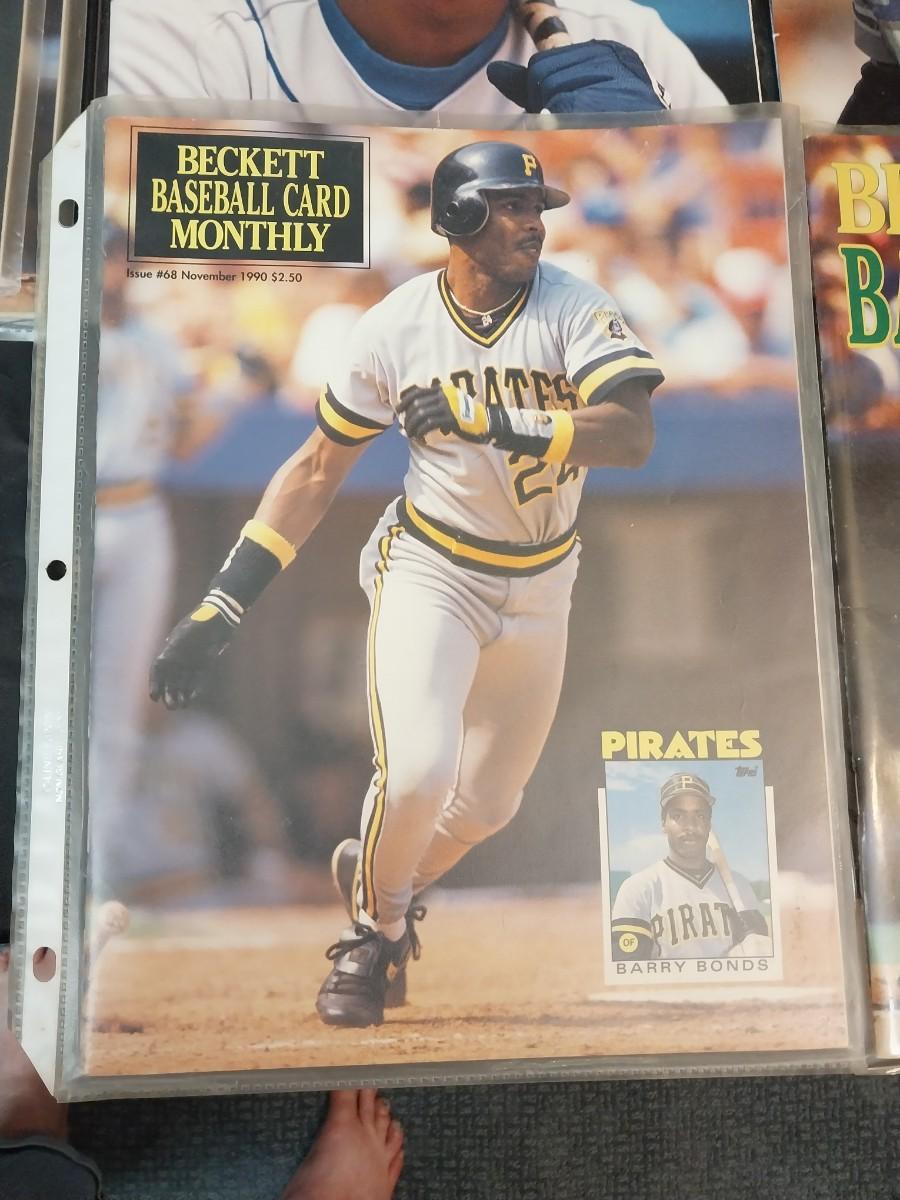 BECKETT
BASEBALL CARD
MONTHLY
Issue #68 November 1990 $2.50
P
PIRATES
24
PIRATES
Topps
PIRAT
OF
BARRY BONDS